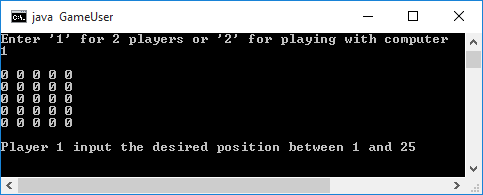 java GameUser
Enter '1' for 2 players or '2' for playing with computer
1
0 0 0 0 0
0 0 0 0 0
0 0 0 0 0
0 0 0 0 0
0 0 0 0 0
Player 1 input the desired position between 1 and 25